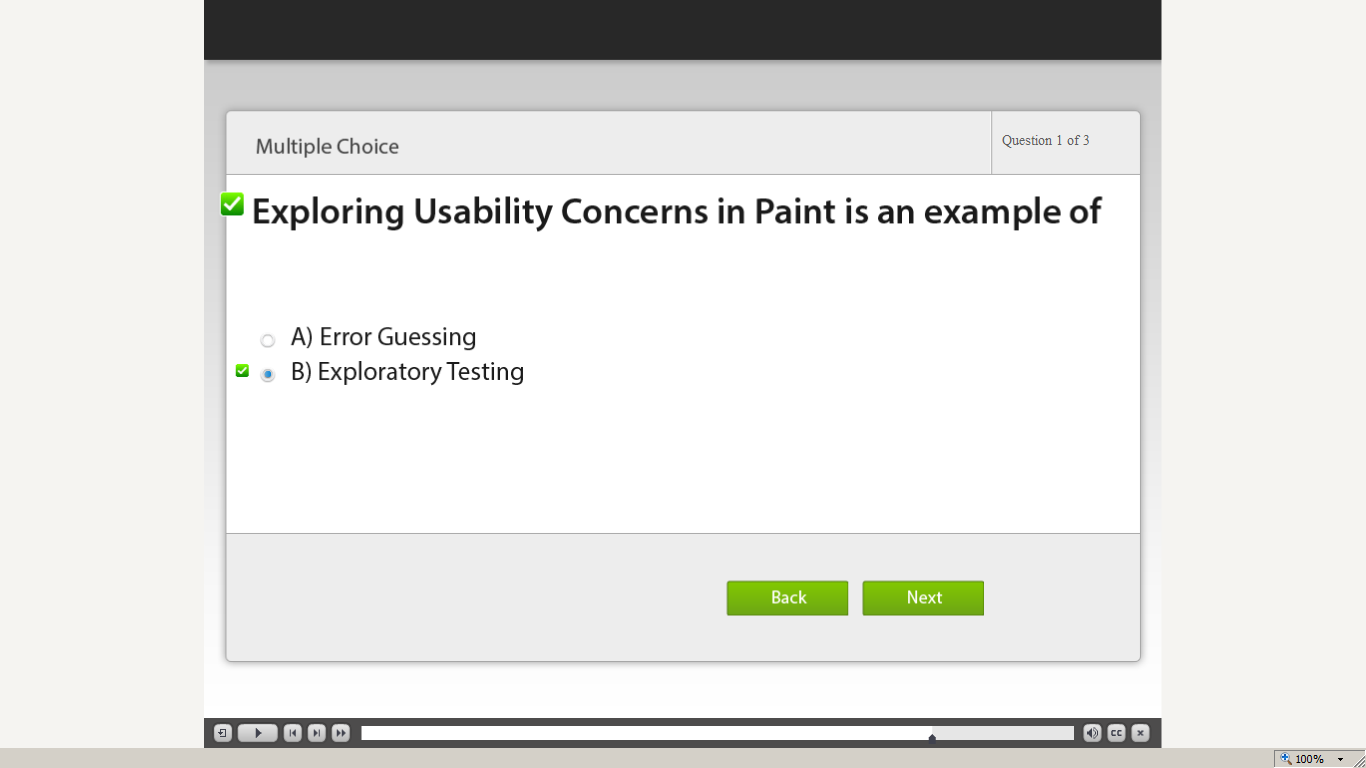 Multiple Choice
Question 1 of 3
Exploring Usability Concerns in Paint is an example of
A) Error Guessing
B) Exploratory Testing
Back
Next
CC
100%